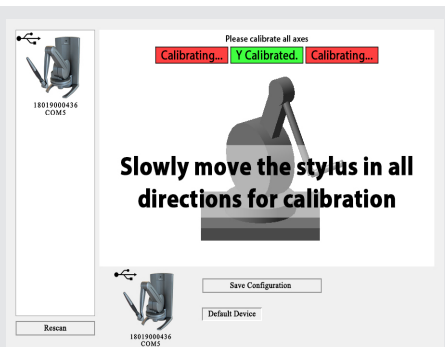 Please calibrate all axes
Calibrating... Y Calibrated. Calibrating...
18019000436
COM5
Slowly move the stylus in all
directions for calibration
Save Configuration
Default Device
Rescan
18019000436
COM5